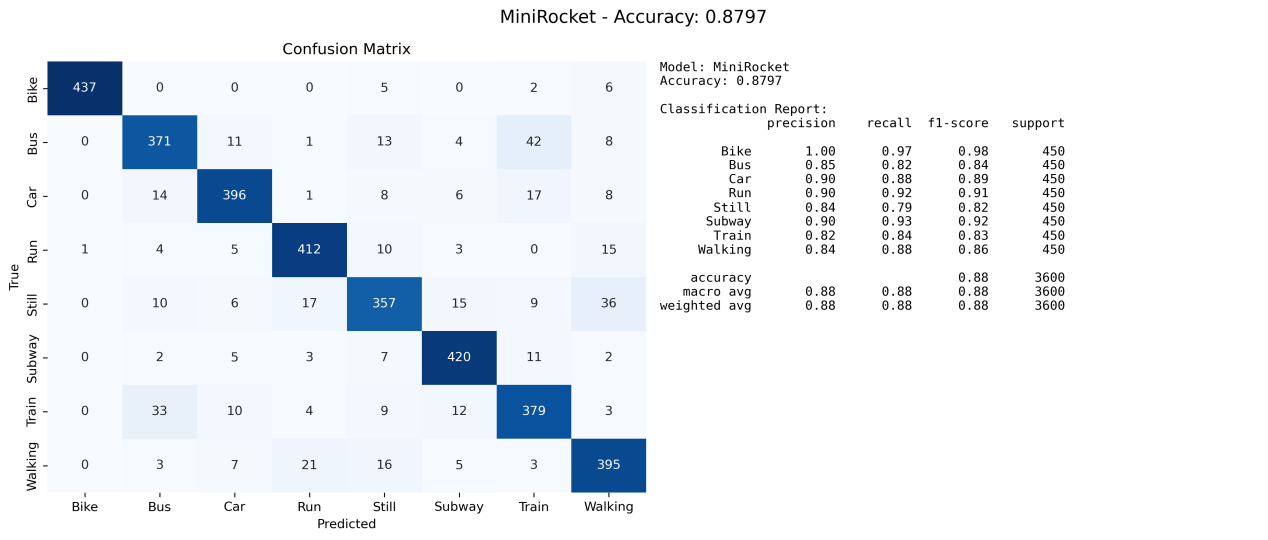 MiniRocket - Accuracy: 0.8797
Confusion Matrix
True
Bike 437 0 0 0 5 0 2 6
Bus 0 371 11 1 13 4 42 8
Car 0 14 396 1 8 6 17 8
Run 1 4 5 412 10 3 0 15
Still 0 10 6 17 357 15 9 36
Subway 0 2 5 3 7 420 11 2
Train 0 33 10 4 9 12 379 3
Walking 0 3 7 21 16 5 3 395
Bike Bus Car Run Still Subway Train Walking
Predicted
Model: MiniRocket
Accuracy: 0.8797
Classification Report:
precision recall f1-score support
Bike 1.00 0.97 0.98 450
Bus 0.85 0.82 0.84 450
Car 0.90 0.88 0.89 450
Run 0.90 0.92 0.91 450
Still 0.84 0.79 0.82 450
Subway 0.90 0.93 0.92 450
Train 0.82 0.84 0.83 450
Walking 0.84 0.88 0.86 450
accuracy 0.88 3600
macro avg 0.88 0.88 0.88 3600
weighted avg 0.88 0.88 0.88 3600